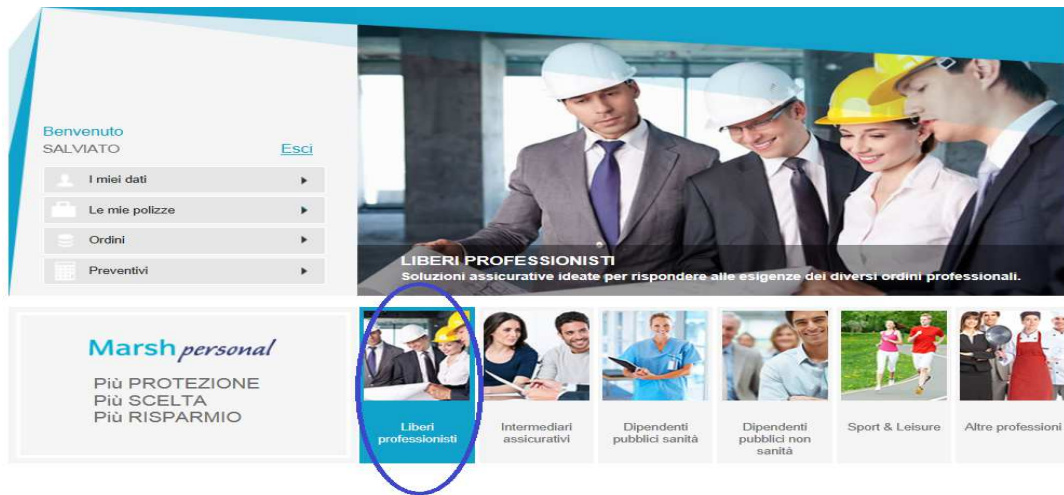 Benvenuto
SALVIATO
Esci
I miei dati
Le mie polizze
Ordini
Preventivi
LIBERI PROFESSIONISTI
Soluzioni assicurative ideate per rispondere alle esigenze dei diversi ordini professionali.
Marsh personal
Più PROTEZIONE
Più SCELTA
Più RISPARMIO
Liberi
professionisti
Intermediari
assicurativi
Dipendenti
pubblici sanità
Dipendenti
pubblici non
sanità
Sport & Leisure
Altre professioni